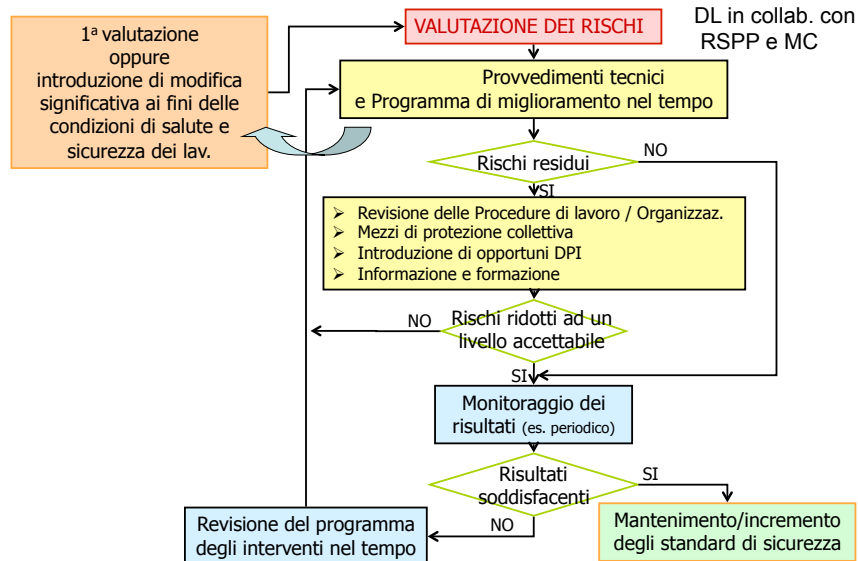 1ª valutazione
oppure
introduzione di modifica
significativa ai fini delle
condizioni di salute e
sicurezza dei lav.
VALUTAZIONE DEI RISCHI
DL in collab. con
RSPP e MC
Provvedimenti tecnici
e Programma di miglioramento nel tempo
Rischi residui
NO
SI
➢ Revisione delle Procedure di lavoro / Organizzaz.
➢ Mezzi di protezione collettiva
➢ Introduzione di opportuni DPI
➢ Informazione e formazione
NO
Rischi ridotti ad un
livello accettabile
SI
Monitoraggio dei
risultati (es. periodico)
Risultati
soddisfacenti
SI
NO
Revisione del programma
degli interventi nel tempo
Mantenimento/incremento
degli standard di sicurezza